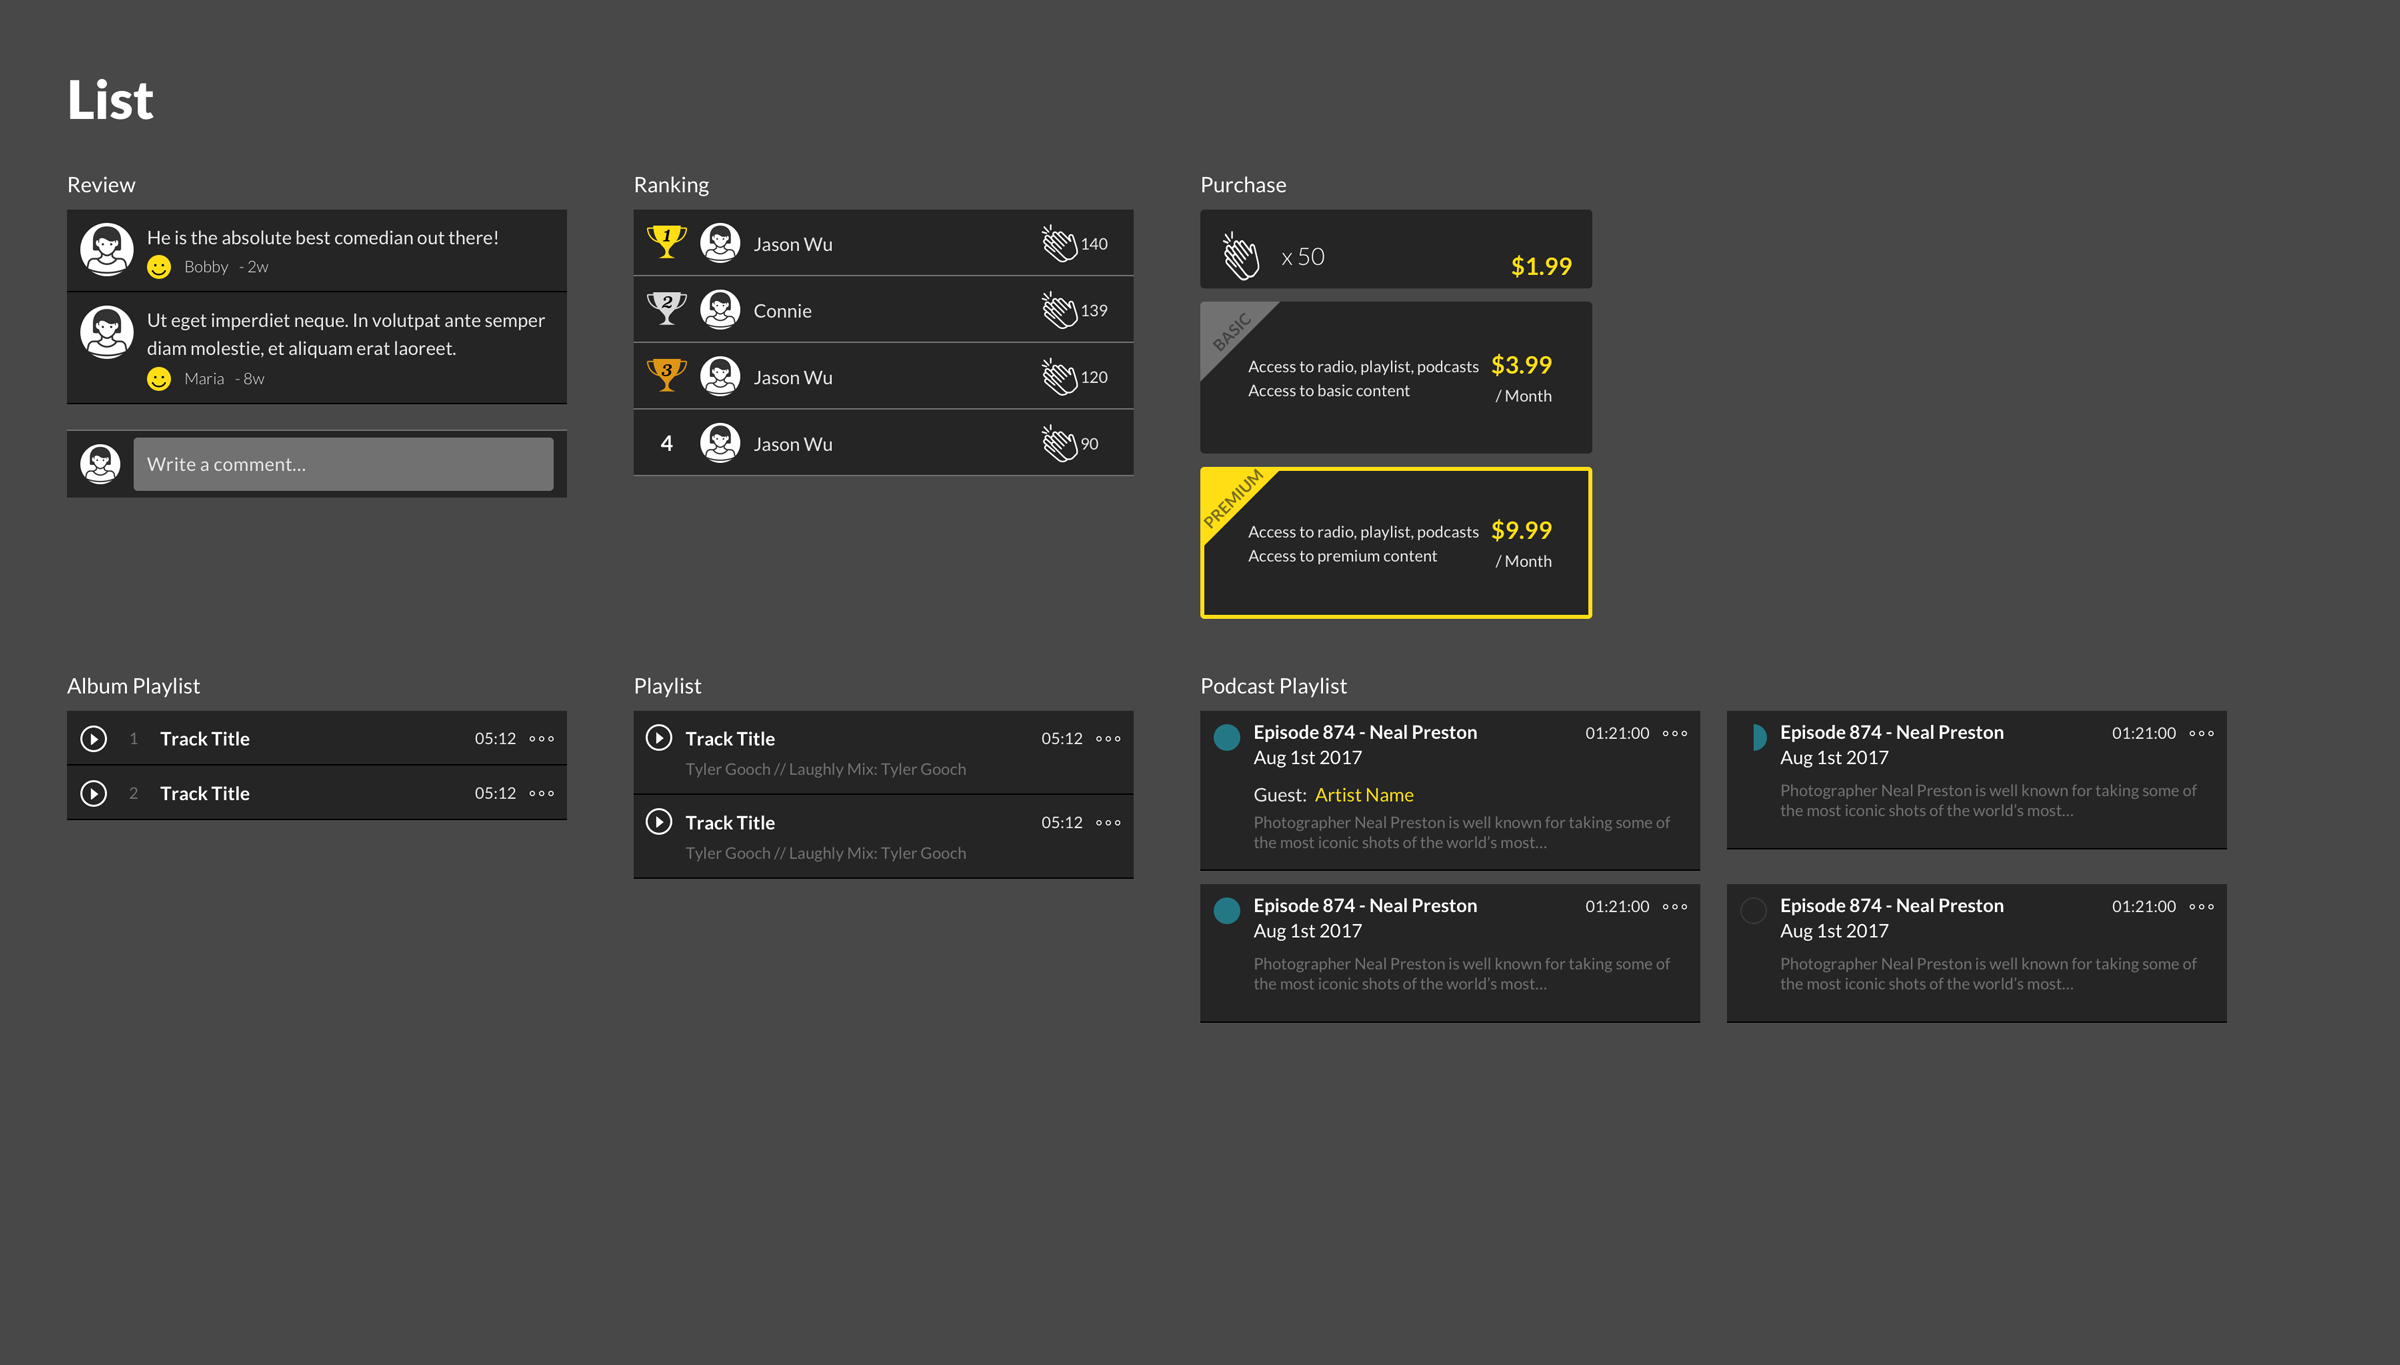 List
Review
He is the absolute best comedian out there!
Bobby - 2w
Ut eget imperdiet neque. In volutpat ante semper
diam molestie, et aliquam erat laoreet.
Maria - 8w
Write a comment...
Ranking
1 Jason Wu 140
2 Connie 139
3 Jason Wu 120
4 Jason Wu 90
Purchase
x 50 $1.99
BASIC
Access to radio, playlist, podcasts $3.99
Access to basic content / Month
PREMIUM
Access to radio, playlist, podcasts $9.99
Access to premium content / Month
Album Playlist
1 Track Title 05:12
2 Track Title 05:12
Playlist
Track Title 05:12
Tyler Gooch // Laughly Mix: Tyler Gooch
Track Title 05:12
Tyler Gooch // Laughly Mix: Tyler Gooch
Podcast Playlist
Episode 874 - Neal Preston 01:21:00
Aug 1st 2017
Guest: Artist Name
Photographer Neal Preston is well known for taking some of
the most iconic shots of the world's most...
Episode 874 - Neal Preston 01:21:00
Aug 1st 2017
Photographer Neal Preston is well known for taking some of
the most iconic shots of the world's most...
Episode 874 - Neal Preston 01:21:00
Aug 1st 2017
Photographer Neal Preston is well known for taking some of
the most iconic shots of the world's most...
Episode 874 - Neal Preston 01:21:00
Aug 1st 2017
Photographer Neal Preston is well known for taking some of
the most iconic shots of the world's most...